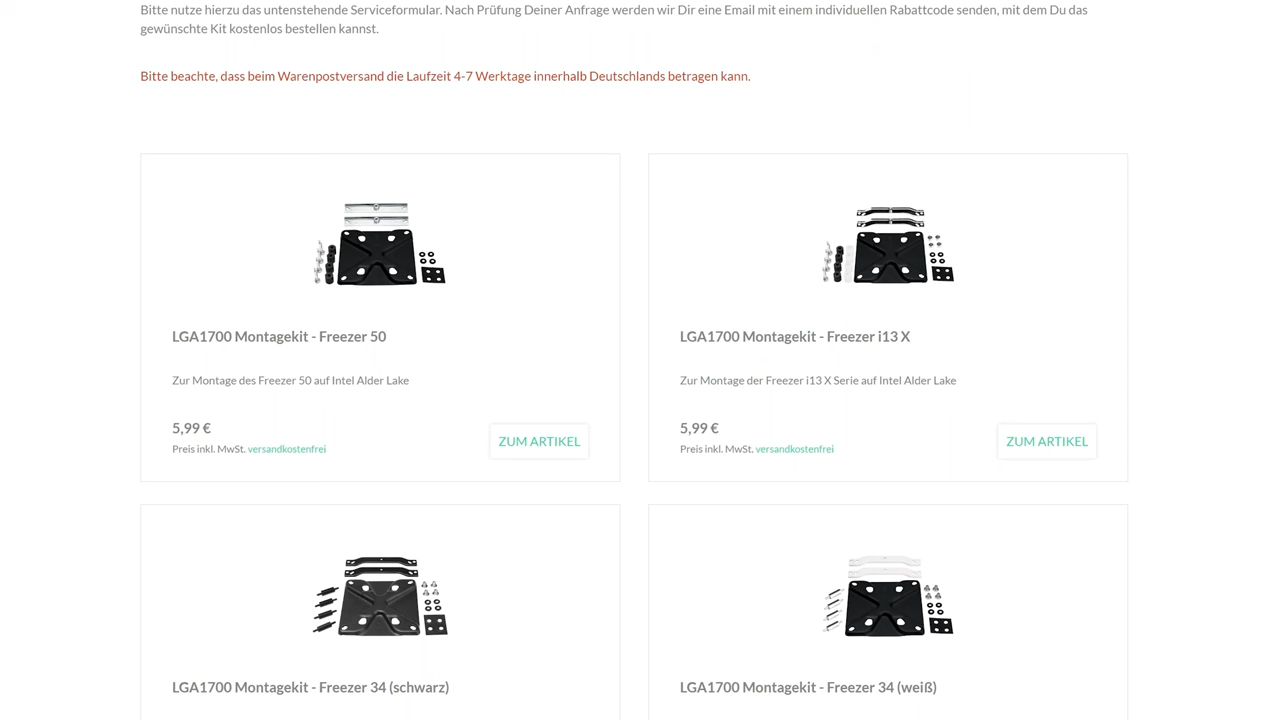 Bitte nutze hierzu das untenstehende Serviceformular. Nach Prüfung Deiner Anfrage werden wir Dir eine Email mit einem individuellen Rabattcode senden, mit dem Du das
gewünschte Kit kostenlos bestellen kannst.
Bitte beachte, dass beim Warenpostversand die Laufzeit 4-7 Werktage innerhalb Deutschlands betragen kann.
LGA1700 Montagekit - Freezer 50
Zur Montage des Freezer 50 auf Intel Alder Lake
5,99 €
Preis inkl. MwSt. versandkostenfrei
ZUM ARTIKEL
LGA1700 Montagekit - Freezer i13 X
Zur Montage der Freezer i13 X Serie auf Intel Alder Lake
5,99 €
Preis inkl. MwSt. versandkostenfrei
ZUM ARTIKEL
LGA1700 Montagekit - Freezer 34 (schwarz)
LGA1700 Montagekit - Freezer 34 (weiß)